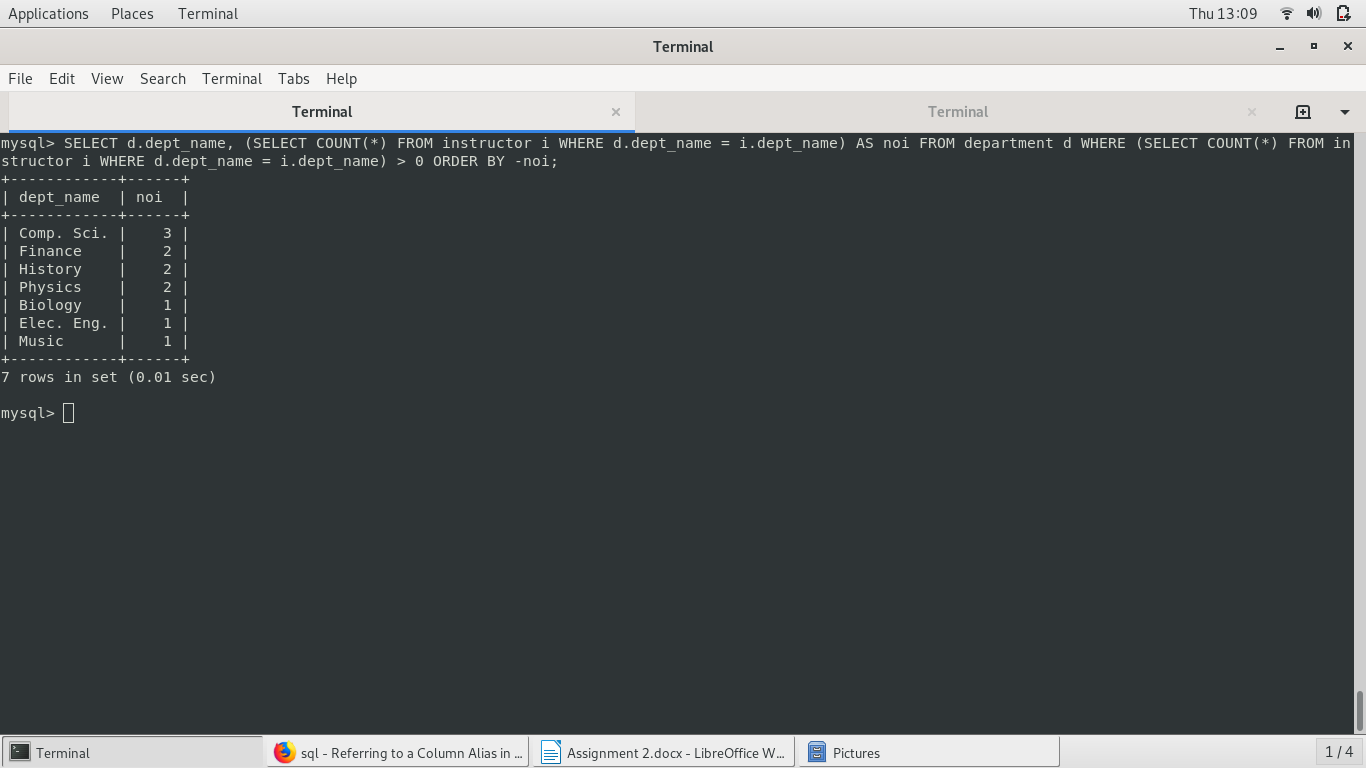 Applications Places Terminal Thu 13:09
Terminal
File Edit View Search Terminal Tabs Help
Terminal Terminal
mysql> SELECT d.dept_name, (SELECT COUNT(*) FROM instructor i WHERE d.dept_name = i.dept_name) AS noi FROM department d WHERE (SELECT COUNT(*) FROM in
structor i WHERE d.dept_name = i.dept_name) > 0 ORDER BY -noi;
+------------+------+
| dept_name  | noi  |
+------------+------+
| Comp. Sci. |    3 |
| Finance    |    2 |
| History    |    2 |
| Physics    |    2 |
| Biology    |    1 |
| Elec. Eng. |    1 |
| Music      |    1 |
+------------+------+
7 rows in set (0.01 sec)
mysql>
Terminal sql - Referring to a Column Alias in ... Assignment 2.docx - LibreOffice W... Pictures 1 / 4